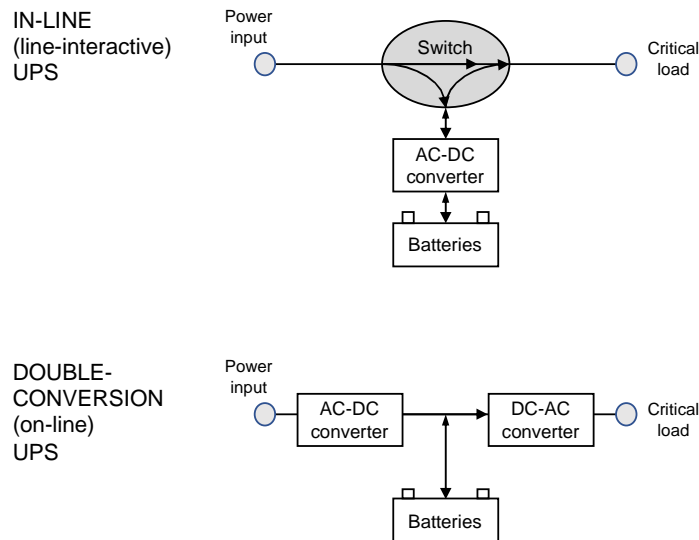 IN-LINE
(line-interactive)
UPS
Power
input
Switch
Critical
load
AC-DC
converter
Batteries
DOUBLE-
CONVERSION
(on-line)
UPS
Power
input
AC-DC
converter
DC-AC
converter
Critical
load
Batteries